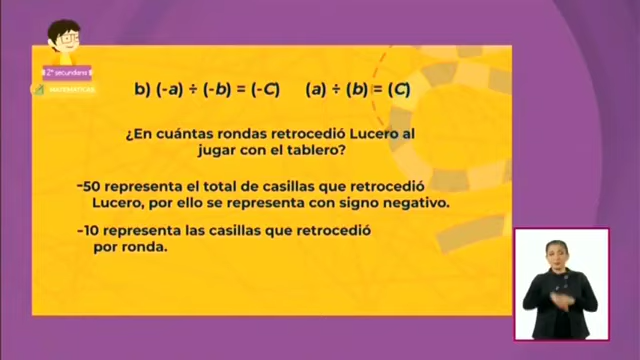 2° secundaria
MATEMÁTICAS
b) (-a) ÷ (-b) = (-C) (a) ÷ (b) = (C)
¿En cuántas rondas retrocedió Lucero al
jugar con el tablero?
-50 representa el total de casillas que retrocedió
Lucero, por ello se representa con signo negativo.
-10 representa las casillas que retrocedió
por ronda.